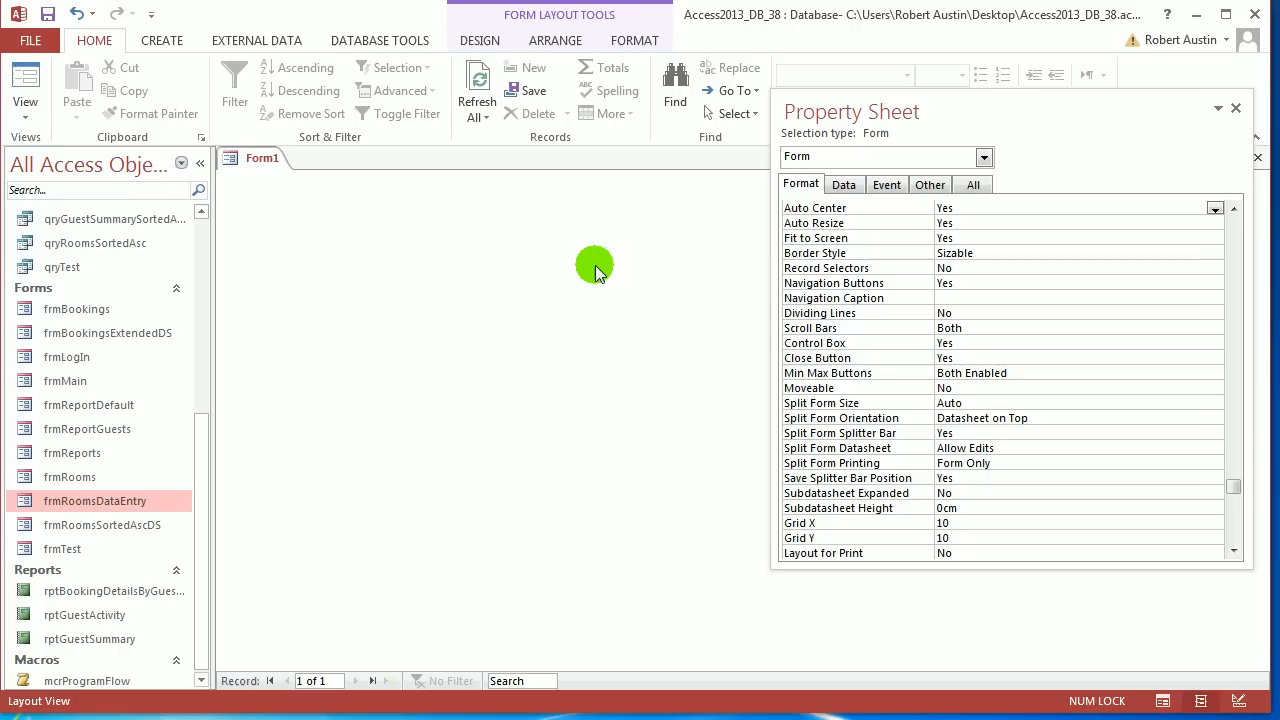 FORM LAYOUT TOOLS
Access2013_DB_38 : Database- C:\Users\Robert Austin\Desktop\Access2013_DB_38.ac...
?
FILE HOME CREATE EXTERNAL DATA DATABASE TOOLS DESIGN ARRANGE FORMAT
Robert Austin
View
Paste
Cut
Copy
Format Painter
Filter
Ascending
Descending
Remove Sort
Selection
Advanced
Toggle Filter
Refresh
All
New
Save
Delete
Totals
Spelling
More
Find
Replace
Go To
Select
Views
Clipboard
Sort & Filter
Records
Find
All Access Obje...
Search...
qryGuestSummarySortedA...
qryRoomsSortedAsc
qryTest
Forms
frmBookings
frmBookingsExtendedDS
frmLogIn
frmMain
frmReportDefault
frmReportGuests
frmReports
frmRooms
frmRoomsDataEntry
frmRoomsSortedAscDS
frmTest
Reports
rptBookingDetailsByGues...
rptGuestActivity
rptGuestSummary
Macros
mcrProgramFlow
Form1
Property Sheet
Selection type: Form
Form
Format Data Event Other All
Auto Center Yes
Auto Resize Yes
Fit to Screen Yes
Border Style Sizable
Record Selectors No
Navigation Buttons Yes
Navigation Caption
Dividing Lines No
Scroll Bars Both
Control Box Yes
Close Button Yes
Min Max Buttons Both Enabled
Moveable No
Split Form Size Auto
Split Form Orientation Datasheet on Top
Split Form Splitter Bar Yes
Split Form Datasheet Allow Edits
Split Form Printing Form Only
Save Splitter Bar Position Yes
Subdatasheet Expanded No
Subdatasheet Height 0cm
Grid X 10
Grid Y 10
Layout for Print No
Record: 1 of 1 No Filter Search
Layout View
NUM LOCK